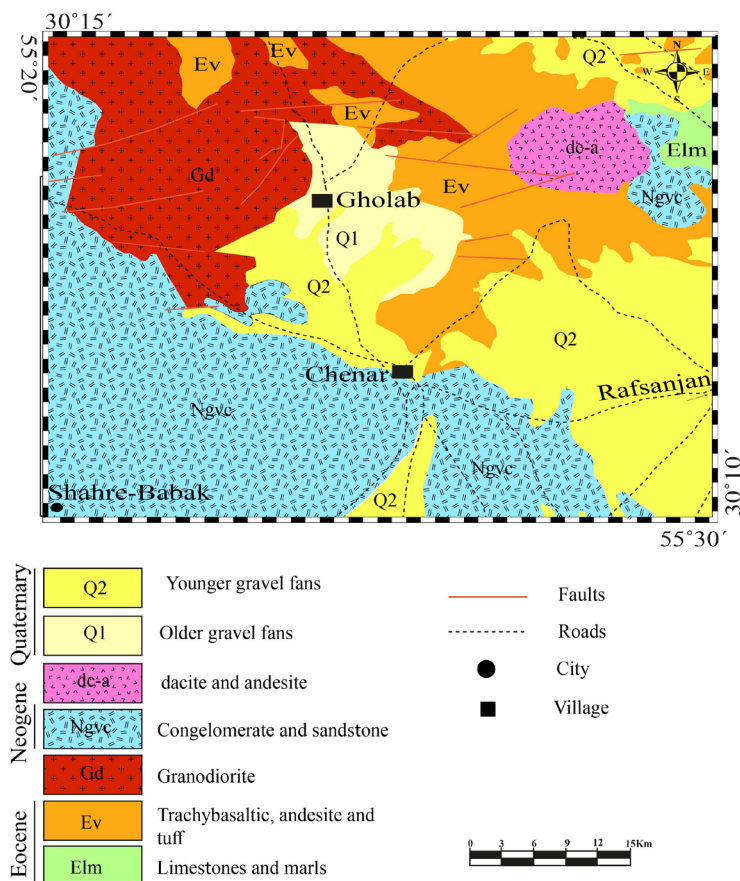 30°15´
55°20´
Ev
Ev
Q2
N
W
E
S
Ev
dc-a
Elm
Gd
Ev
Ngvc
Gholab
Q1
Q2
Q2
Chenar
Rafsanjan
Ngvc
Ngvc
Shahre-Babak
Q2
30°10´
55°30´
Quaternary
Q2
Younger gravel fans
Q1
Older gravel fans
Neogene
dc-a
dacite and andesite
Ngvc
Congelomerate and sandstone
Gd
Granodiorite
Eocene
Ev
Trachybasaltic, andesite and
tuff
Elm
Limestones and marls
Faults
Roads
City
Village
0 3 6 9 12 15Km